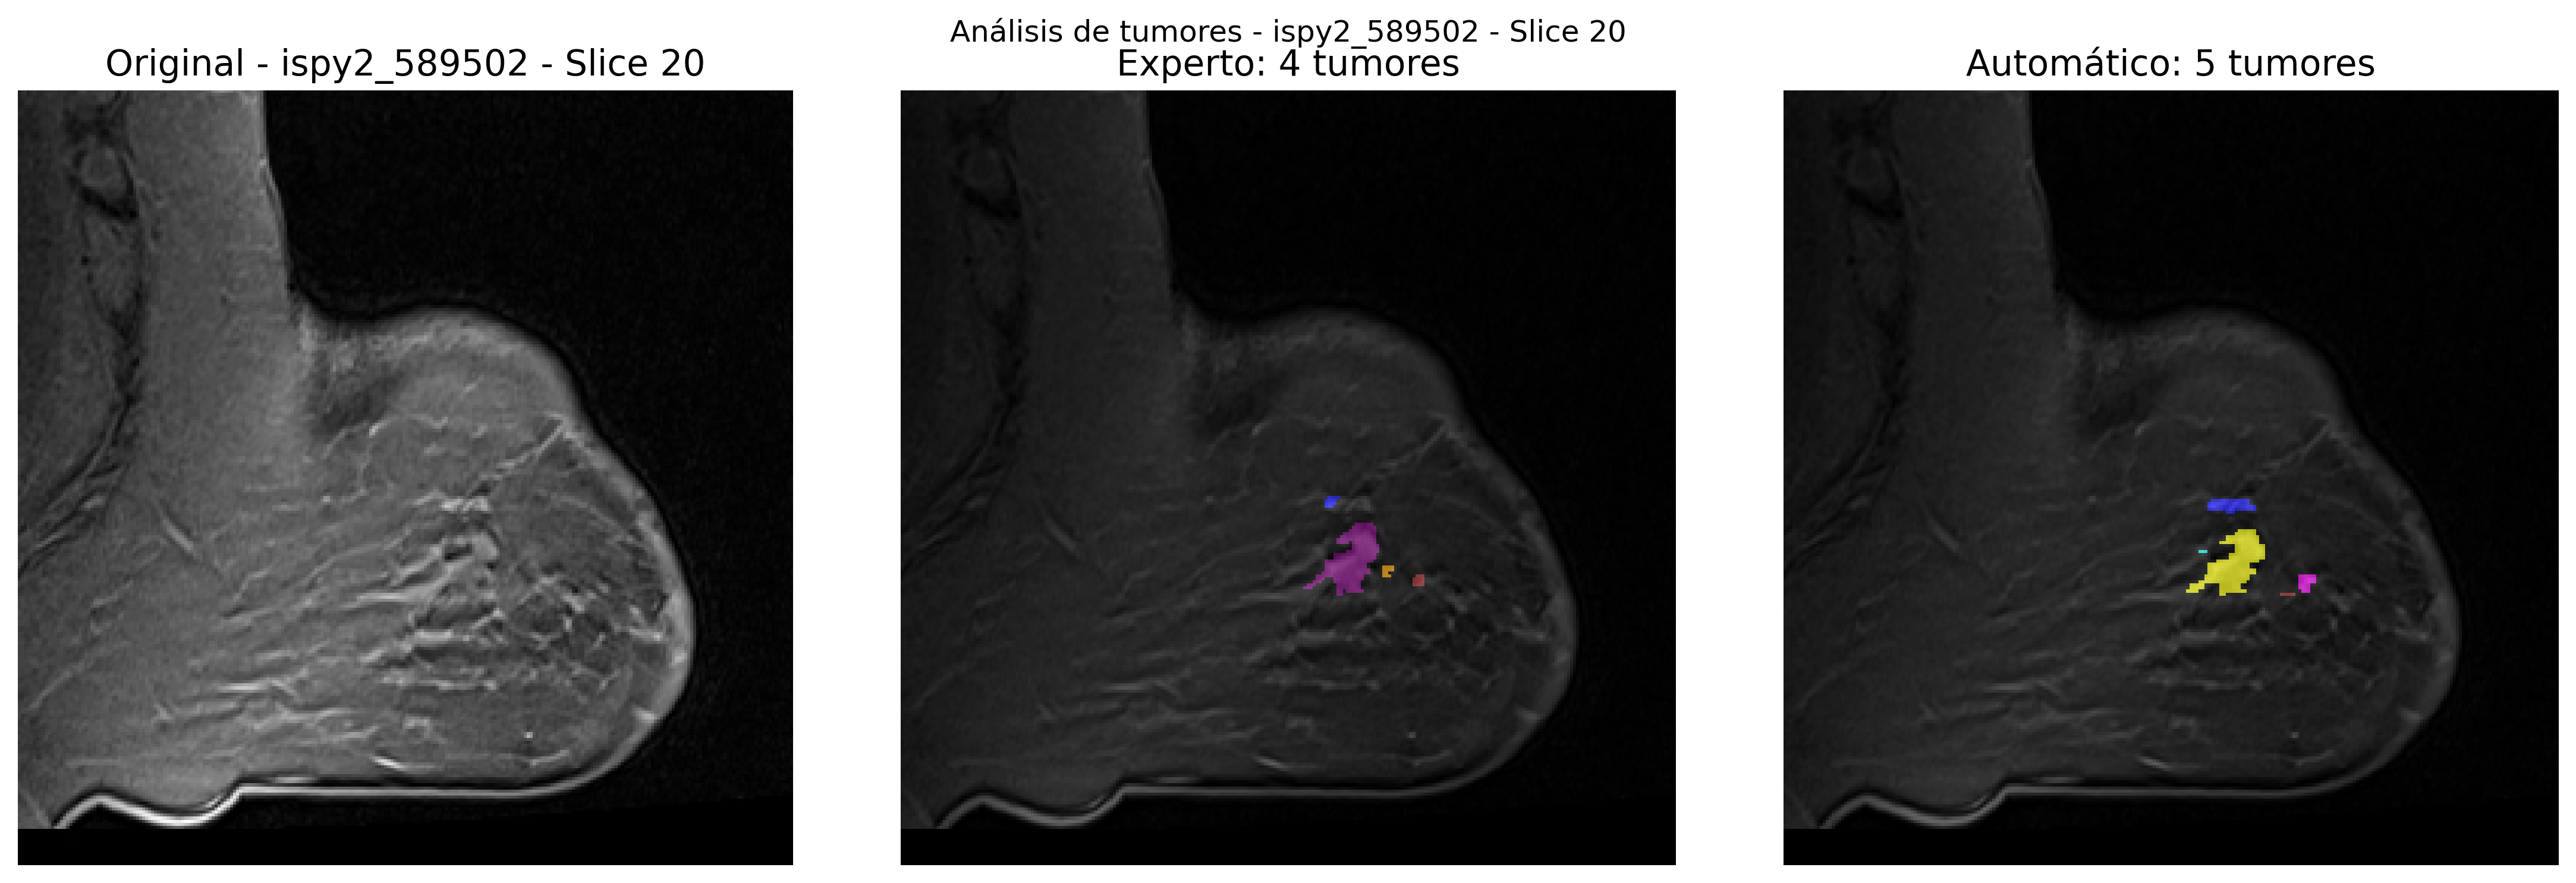 Análisis de tumores - ispy2_589502 - Slice 20
Original - ispy2_589502 - Slice 20
Experto: 4 tumores
Automático: 5 tumores